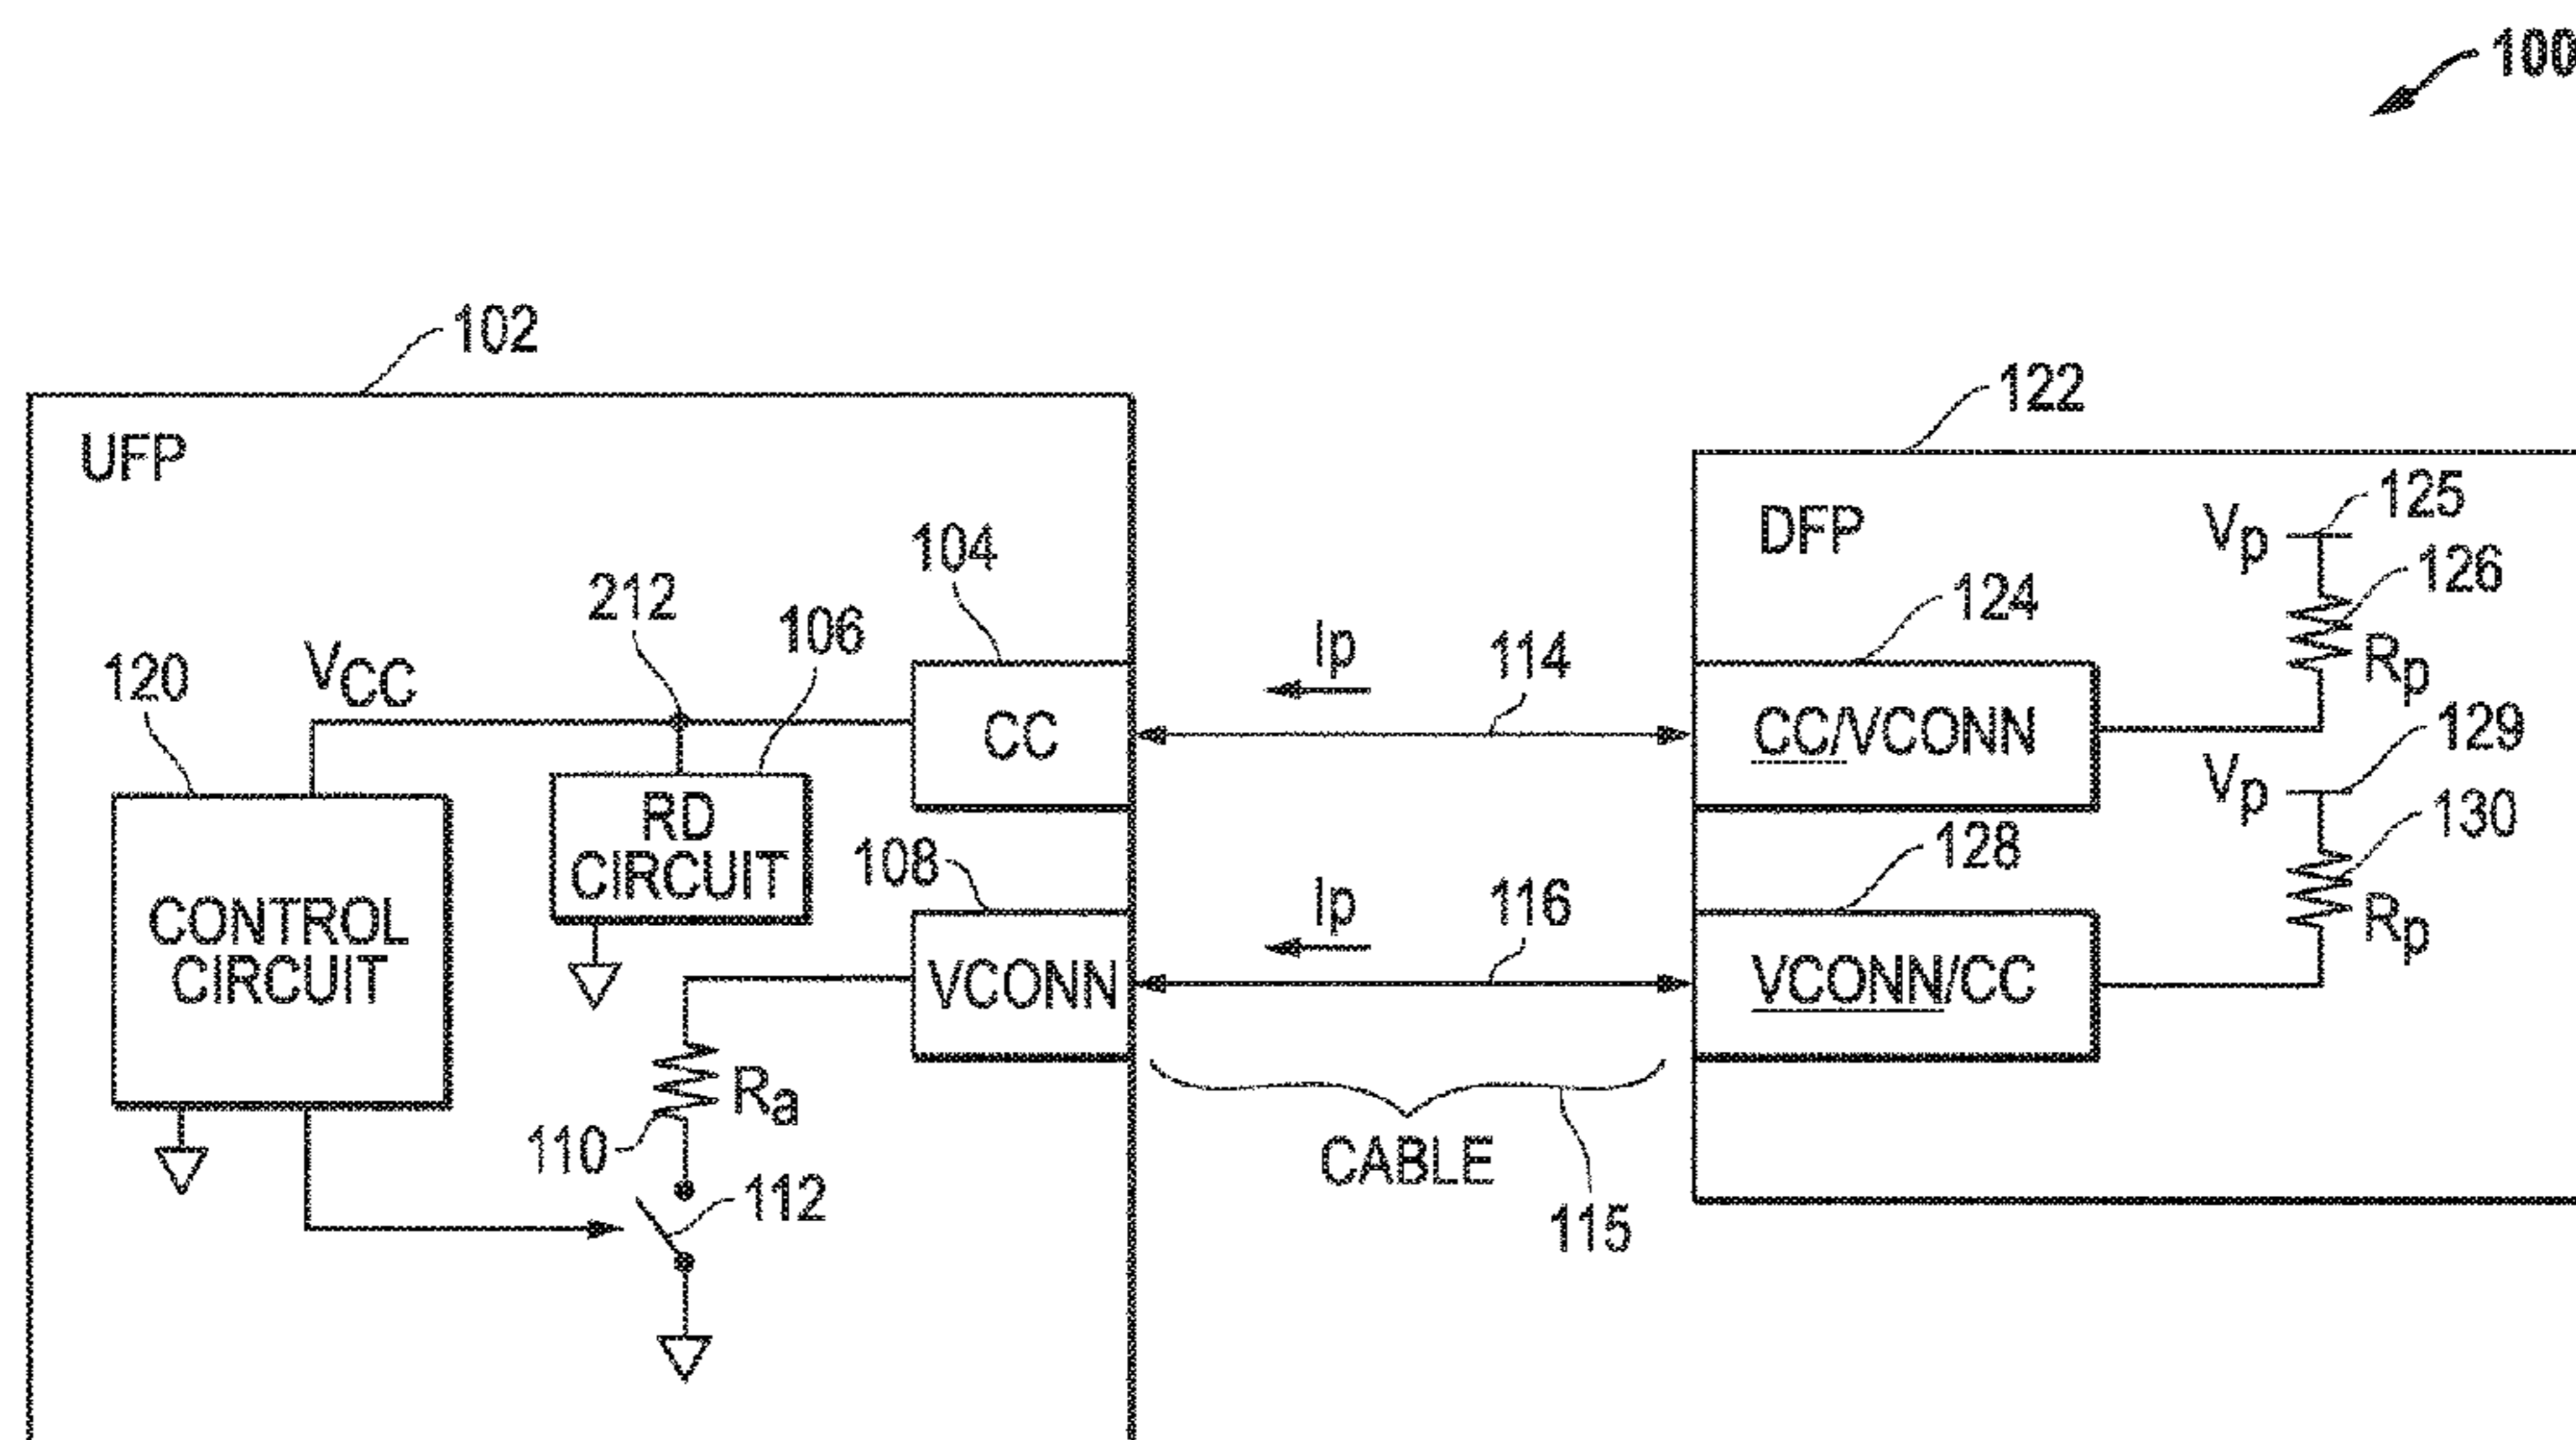 100
102
122
UFP
125
DFP
Vp
104
126
124
212
106
Ip
114
Rp
120
VCC
CC
CC/VCONN
129
Vp
RD
CIRCUIT
108
128
130
Ip
116
Rp
CONTROL
CIRCUIT
VCONN
VCONN/CC
Ra
110
CABLE
112
115